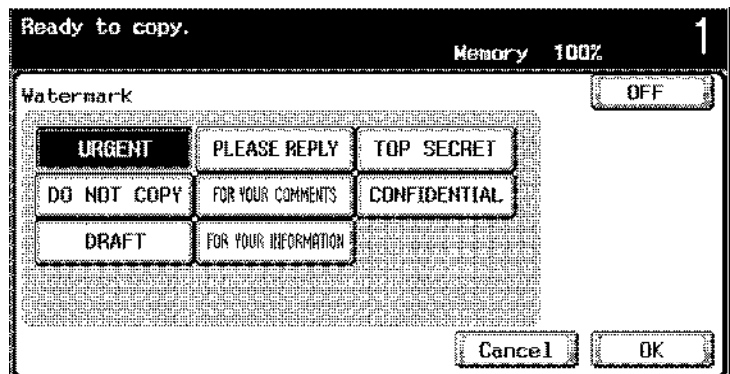 Ready to copy.
Memory 100% 1
Watermark OFF
URGENT PLEASE REPLY TOP SECRET
DO NOT COPY FOR YOUR COMMENTS CONFIDENTIAL
DRAFT FOR YOUR INFORMATION
Cancel OK